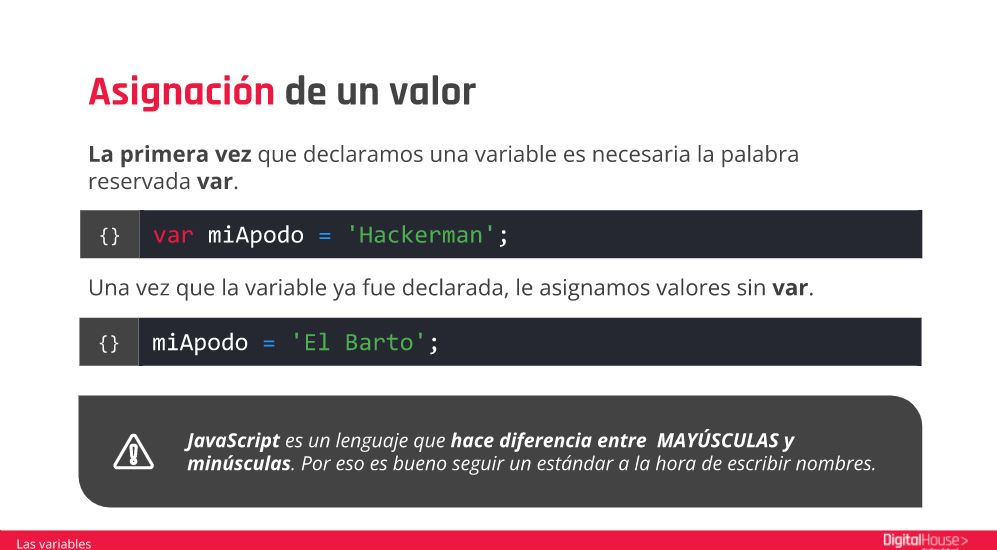 Asignación de un valor
La primera vez que declaramos una variable es necesaria la palabra
reservada var.
{} var miApodo = 'Hackerman';
Una vez que la variable ya fue declarada, le asignamos valores sin var.
{} miApodo = 'El Barto';
JavaScript es un lenguaje que hace diferencia entre MAYÚSCULAS y
minúsculas. Por eso es bueno seguir un estándar a la hora de escribir nombres.
Las variables
DigitalHouse>